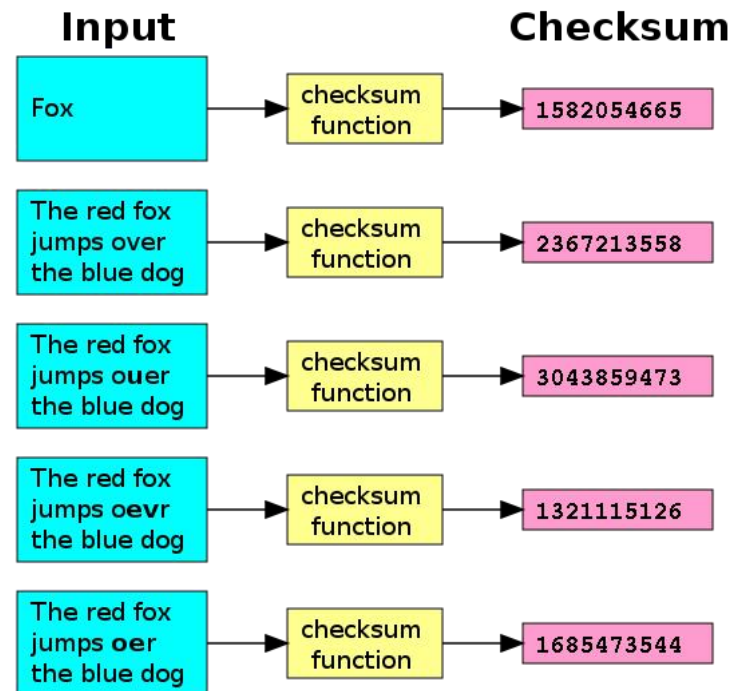 Input
Checksum
Fox
checksum
function
1582054665
The red fox
jumps over
the blue dog
checksum
function
2367213558
The red fox
jumps ouer
the blue dog
checksum
function
3043859473
The red fox
jumps oevr
the blue dog
checksum
function
1321115126
The red fox
jumps oer
the blue dog
checksum
function
1685473544